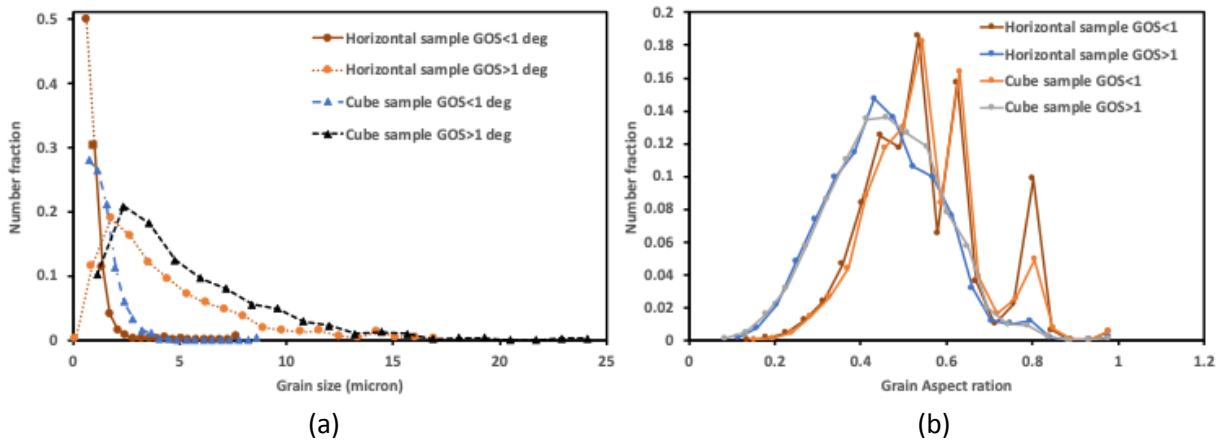 0.5
0.4
0.3
0.2
0.1
0
Number fraction
0
5
10
15
20
25
Grain size (micron)
Horizontal sample GOS<1 deg
Horizontal sample GOS>1 deg
Cube sample GOS<1 deg
Cube sample GOS>1 deg
(a)
0.2
0.18
0.16
0.14
0.12
0.1
0.08
0.06
0.04
0.02
0
Number fraction
0
0.2
0.4
0.6
0.8
1
1.2
Grain Aspect ration
Horizontal sample GOS<1
Horizontal sample GOS>1
Cube sample GOS<1
Cube sample GOS>1
(b)